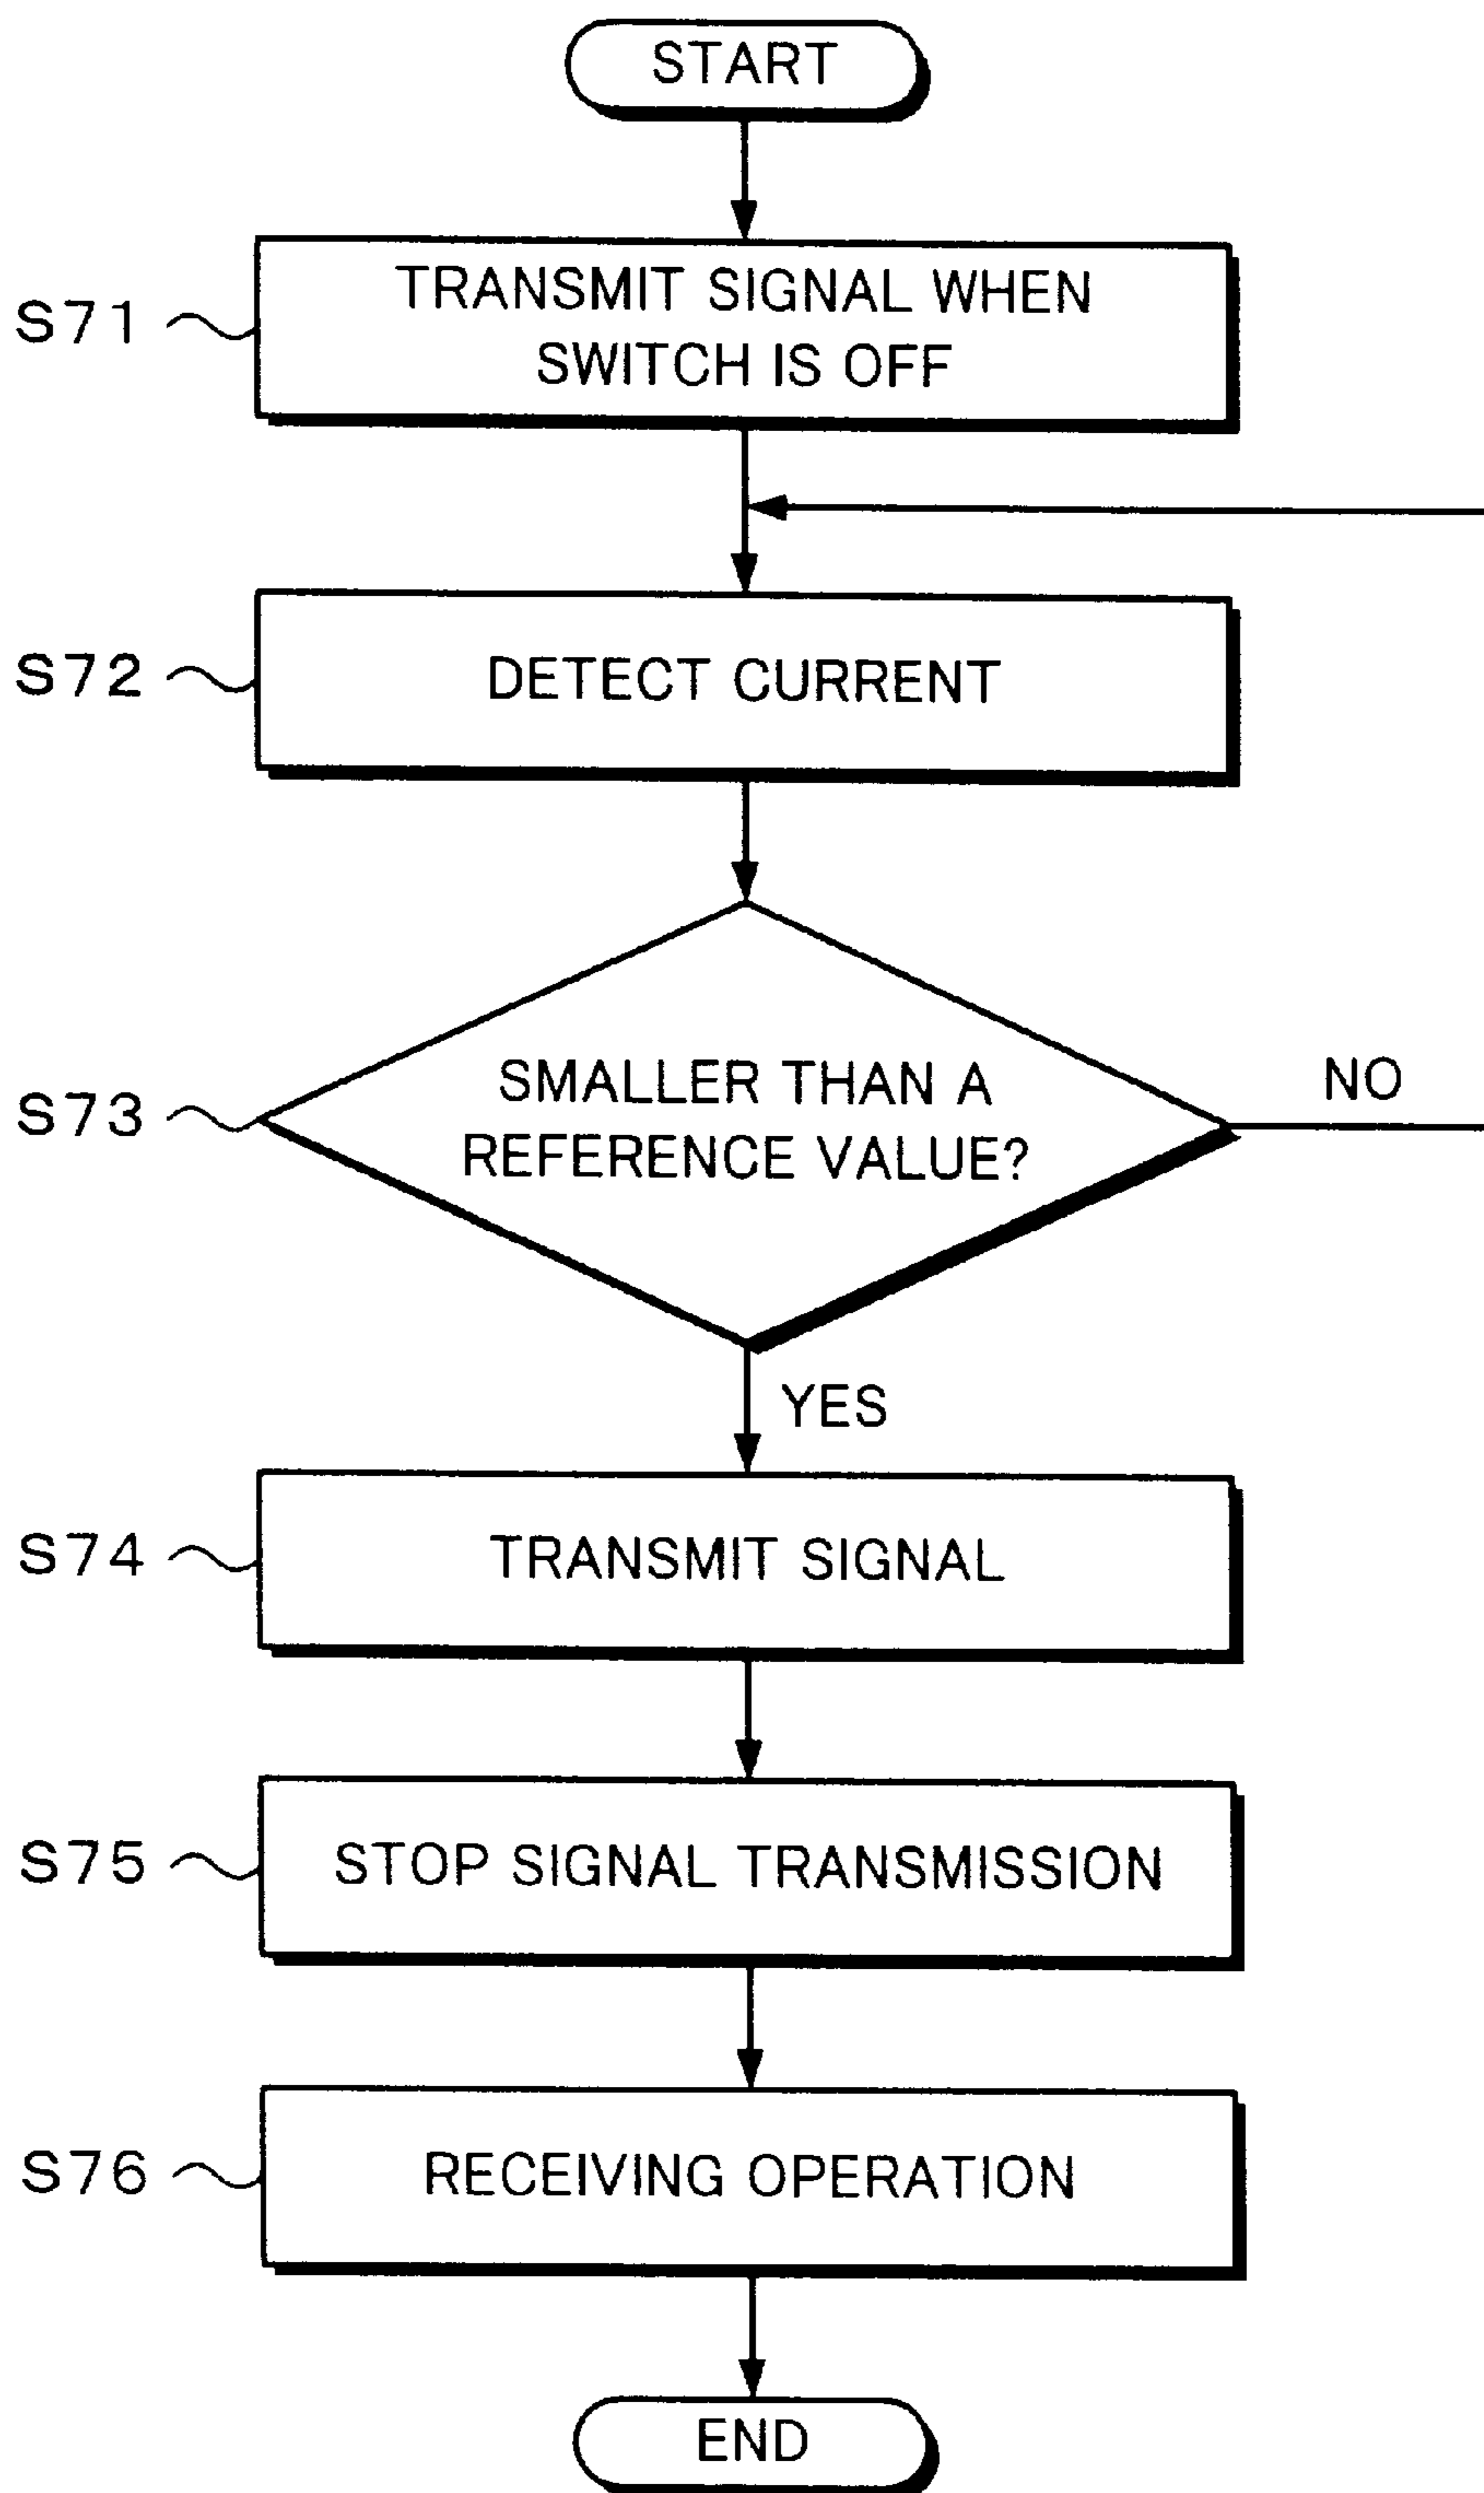 START
S71
TRANSMIT SIGNAL WHEN
SWITCH IS OFF
S72
DETECT CURRENT
S73
SMALLER THAN A
REFERENCE VALUE?
NO
YES
S74
TRANSMIT SIGNAL
S75
STOP SIGNAL TRANSMISSION
S76
RECEIVING OPERATION
END